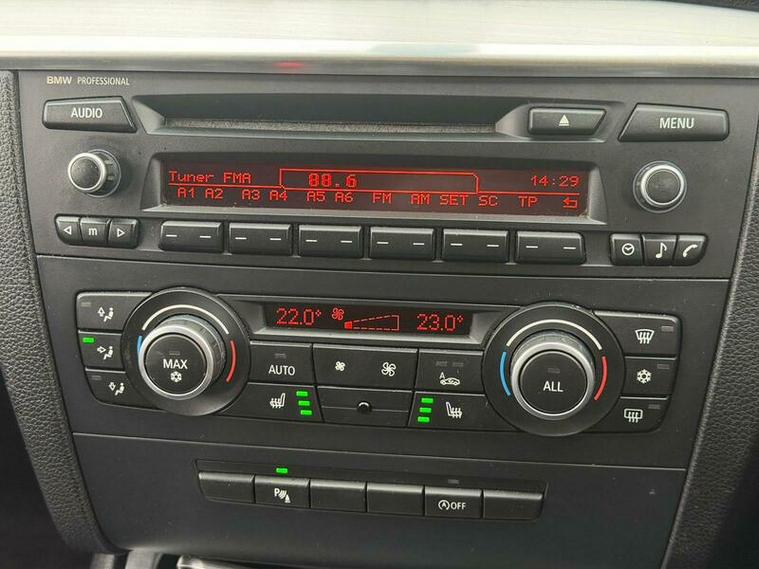 BMW PROFESSIONAL
AUDIO
MENU
Tuner FMA 88.6 14:29
A1 A2 A3 A4 A5 A6 FM AM SET SC TP
m
22.0° 23.0°
MAX
AUTO
A
ALL
P
A OFF